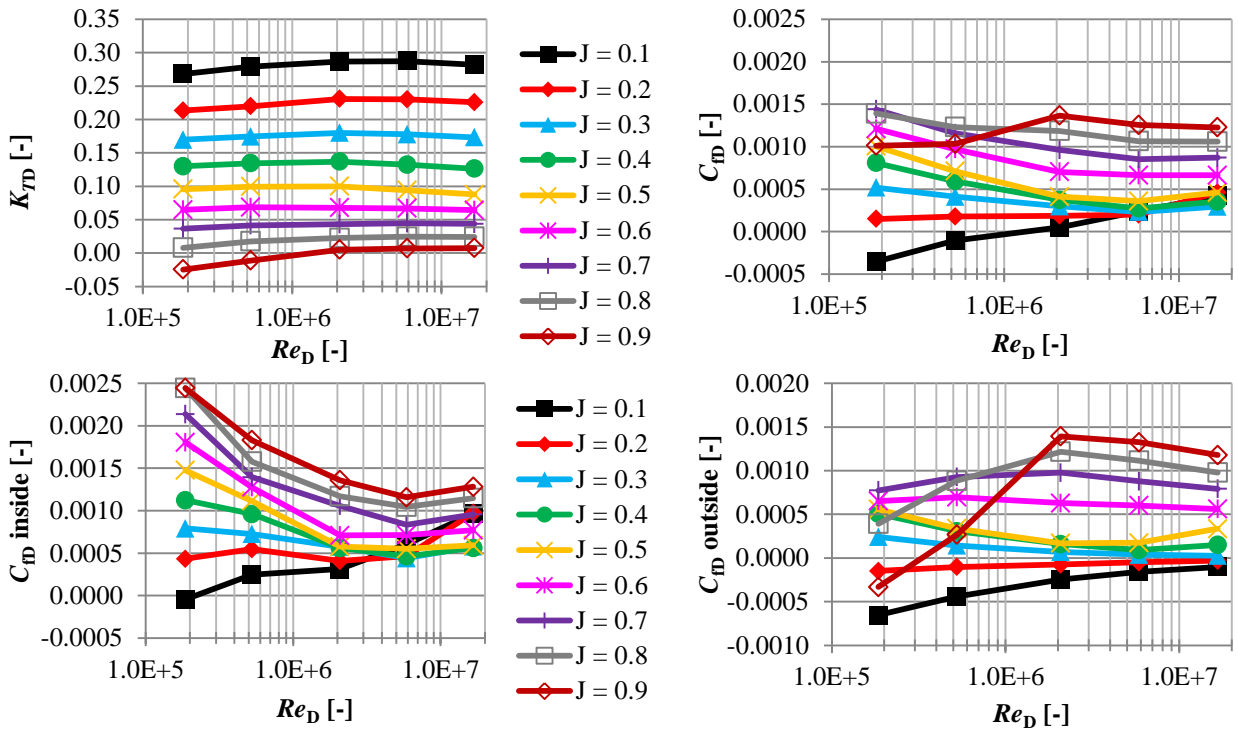 0.35
0.30
0.25
0.20
0.15
0.10
0.05
0.00
-0.05
K_TD [-]
1.0E+5 1.0E+6 1.0E+7
Re_D [-]
J = 0.1
J = 0.2
J = 0.3
J = 0.4
J = 0.5
J = 0.6
J = 0.7
J = 0.8
J = 0.9
0.0025
0.0020
0.0015
0.0010
0.0005
0.0000
-0.0005
C_fD [-]
1.0E+5 1.0E+6 1.0E+7
Re_D [-]
0.0025
0.0020
0.0015
0.0010
0.0005
0.0000
-0.0005
C_fD inside [-]
1.0E+5 1.0E+6 1.0E+7
Re_D [-]
J = 0.1
J = 0.2
J = 0.3
J = 0.4
J = 0.5
J = 0.6
J = 0.7
J = 0.8
J = 0.9
0.0020
0.0015
0.0010
0.0005
0.0000
-0.0005
-0.0010
C_fD outside [-]
1.0E+5 1.0E+6 1.0E+7
Re_D [-]